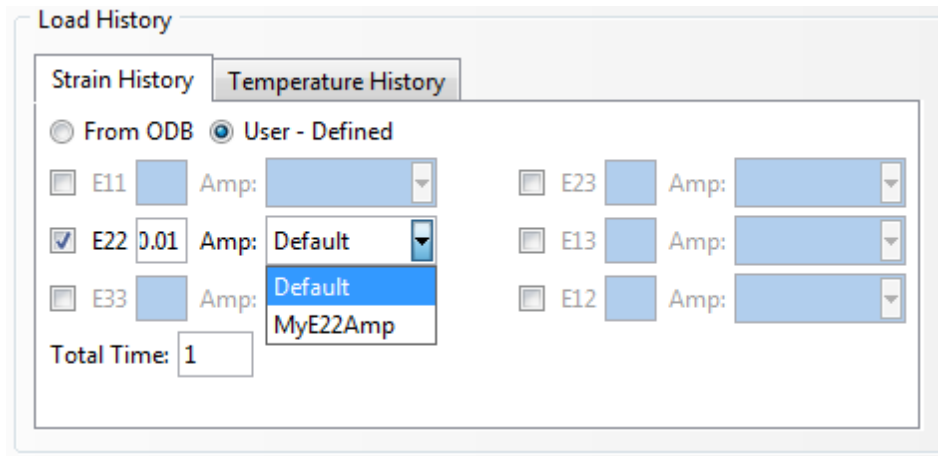 Load History
Strain History Temperature History
From ODB User - Defined
E11 Amp: E23 Amp:
E22 0.01 Amp: Default E13 Amp:
E33 Amp: Default E12 Amp:
MyE22Amp
Total Time: 1